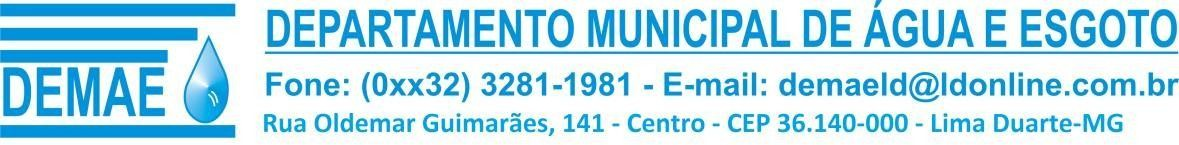 DEMAE
DEPARTAMENTO MUNICIPAL DE ÁGUA E ESGOTO
Fone: (0xx32) 3281-1981 - E-mail: demaeld@ldonline.com.br
Rua Oldemar Guimarães, 141 - Centro - CEP 36.140-000 - Lima Duarte-MG